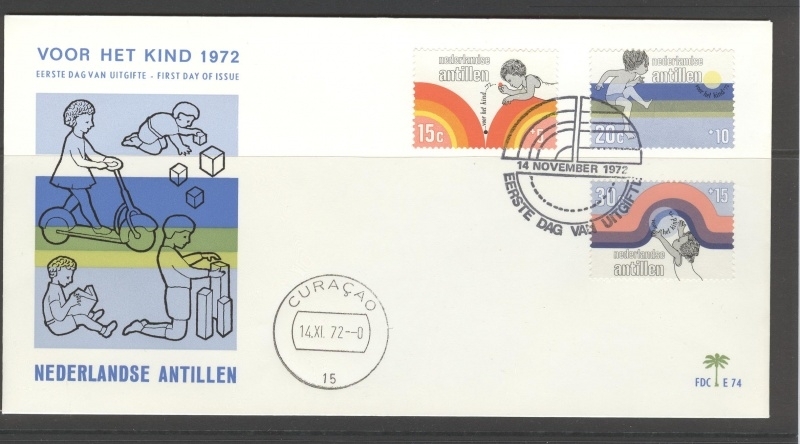 VOOR HET KIND 1972
EERSTE DAG VAN UITGIFTE - FIRST DAY OF ISSUE
NEDERLANDSE ANTILLEN
nederlandse
antillen
voor het kind
15c
+5
nederlandse
antillen
voor het kind
20c
+10
14 NOVEMBER 1972
EERSTE DAG VAN UITGIFTE
30
+15
nederlandse
antillen
CURAÇAO
14.XI. 72.--0
15
FDC E 74